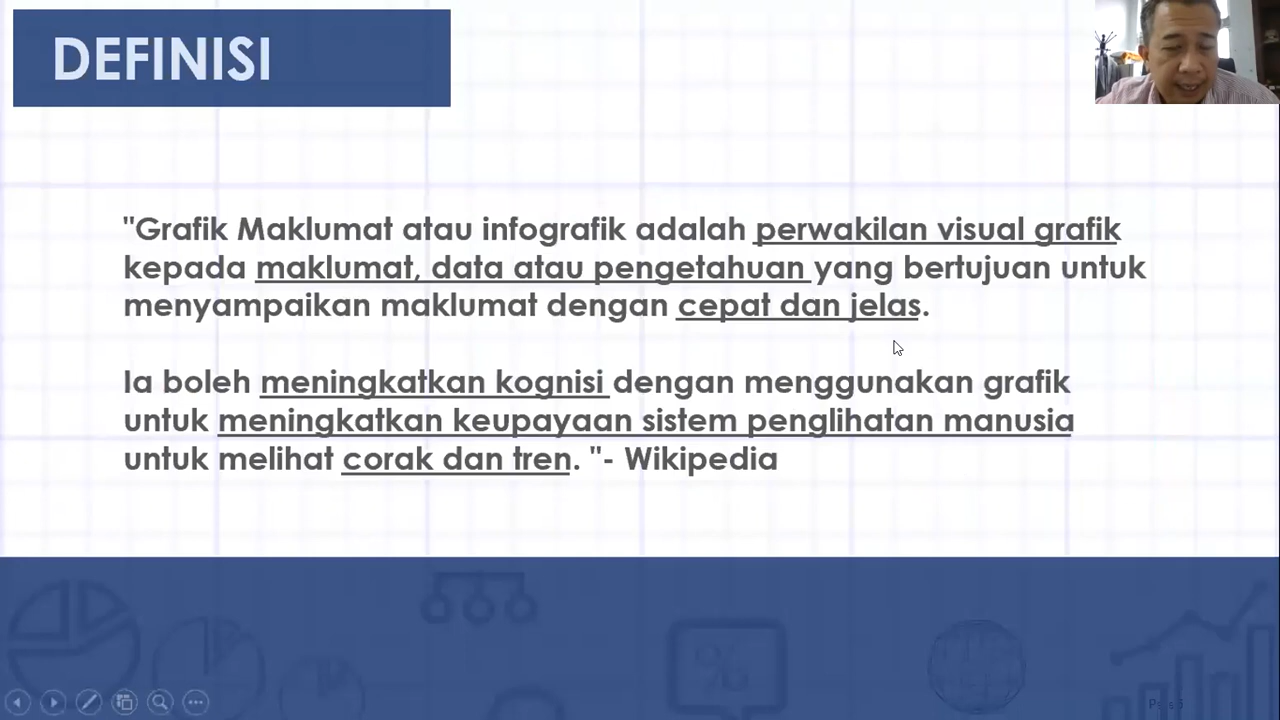 DEFINISI
"Grafik Maklumat atau infografik adalah perwakilan visual grafik
kepada maklumat, data atau pengetahuan yang bertujuan untuk
menyampaikan maklumat dengan cepat dan jelas.
Ia boleh meningkatkan kognisi dengan menggunakan grafik
untuk meningkatkan keupayaan sistem penglihatan manusia
untuk melihat corak dan tren. "- Wikipedia
%